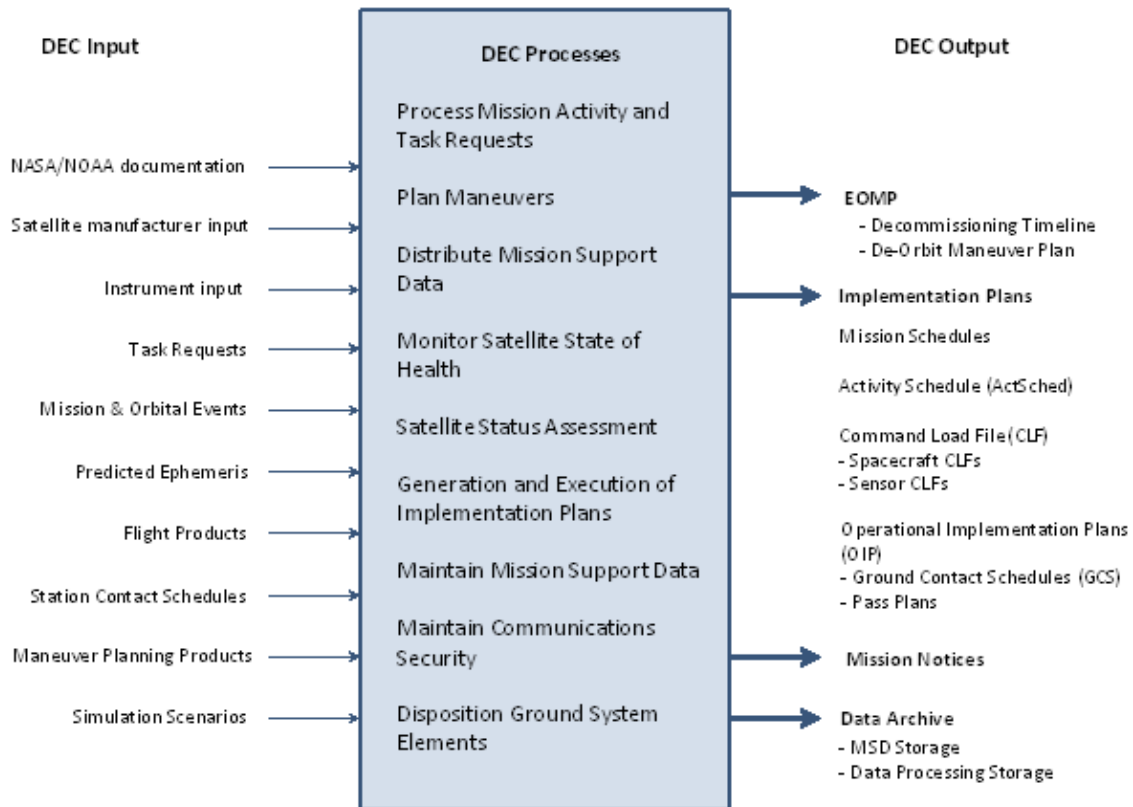 DEC Input
NASA/NOAA documentation
Satellite manufacturer input
Instrument input
Task Requests
Mission & Orbital Events
Predicted Ephemeris
Flight Products
Station Contact Schedules
Maneuver Planning Products
Simulation Scenarios
DEC Processes
Process Mission Activity and
Task Requests
Plan Maneuvers
Distribute Mission Support
Data
Monitor Satellite State of
Health
Satellite Status Assessment
Generation and Execution of
Implementation Plans
Maintain Mission Support Data
Maintain Communications
Security
Disposition Ground System
Elements
DEC Output
EOMP
- Decommissioning Timeline
- De-Orbit Maneuver Plan
Implementation Plans
Mission Schedules
Activity Schedule (ActSched)
Command Load File (CLF)
- Spacecraft CLFs
- Sensor CLFs
Operational Implementation Plans
(OIP)
- Ground Contact Schedules (GCS)
- Pass Plans
Mission Notices
Data Archive
- MSD Storage
- Data Processing Storage